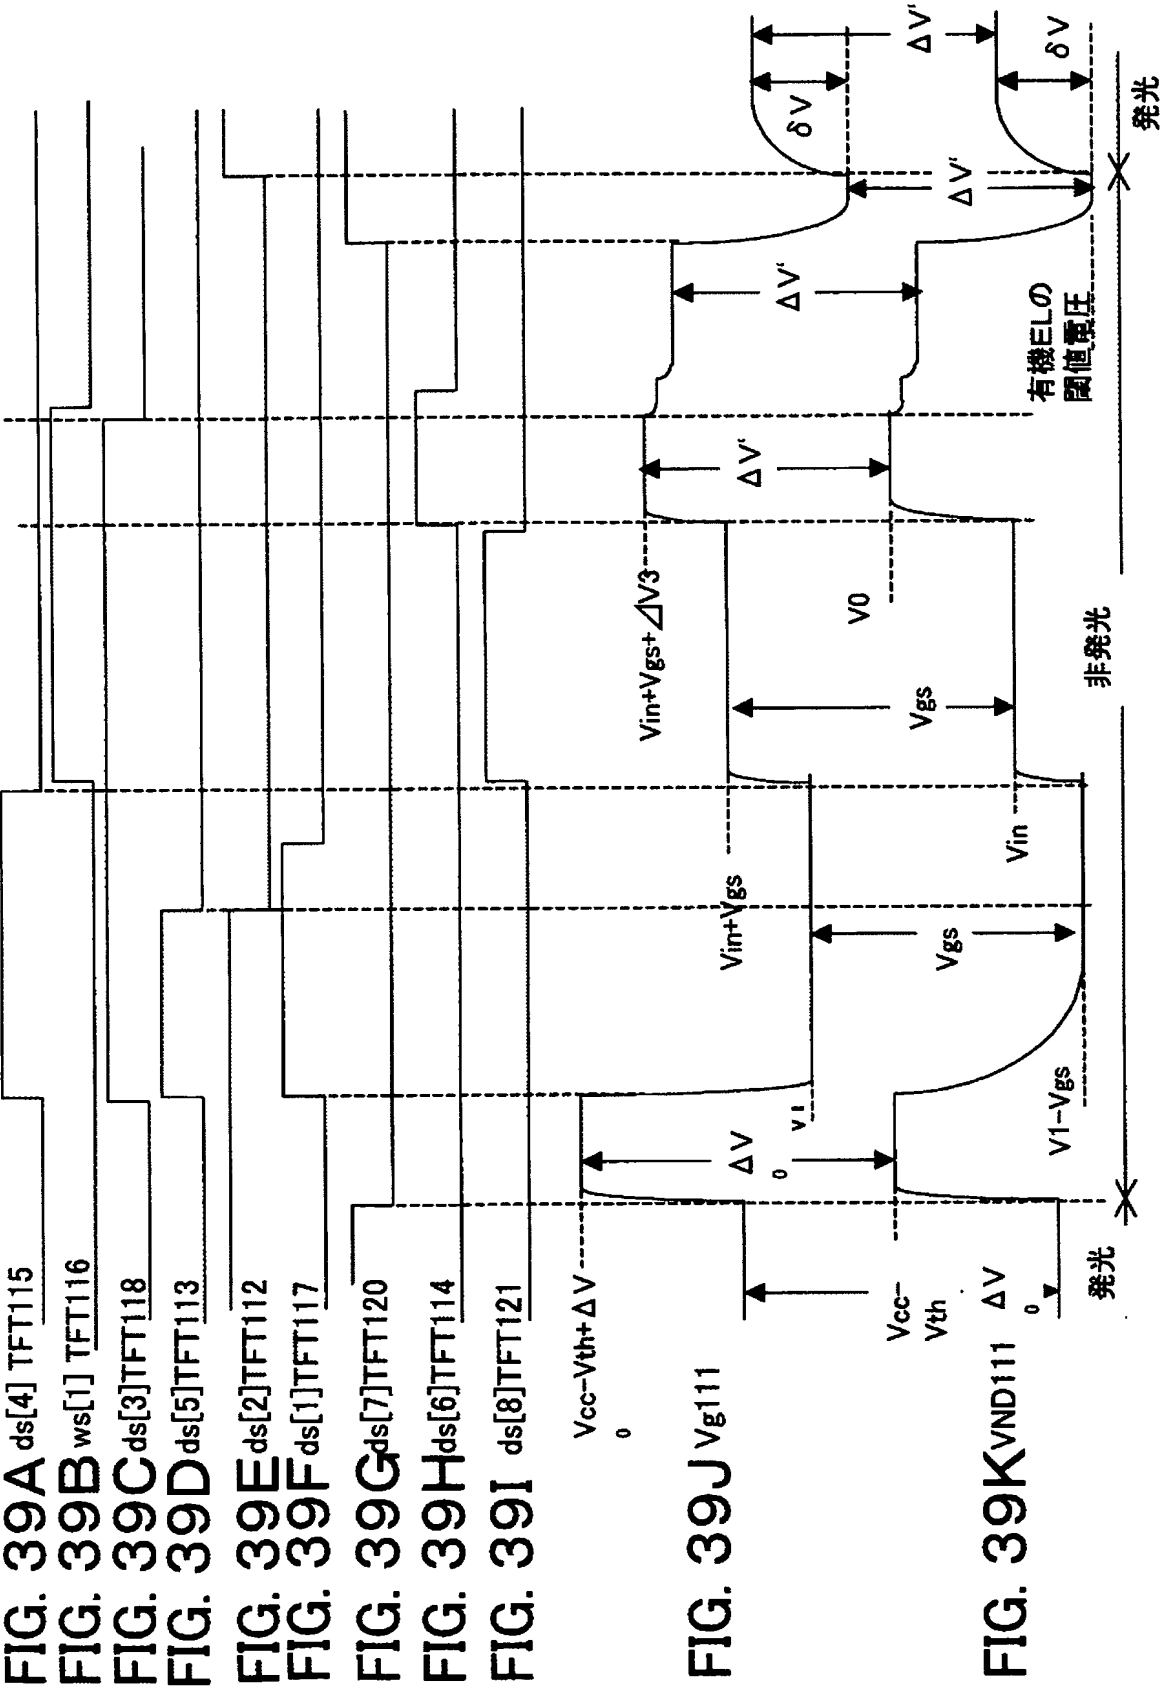 FIG. 39A ds[4] TFT115
FIG. 39B ws[1] TFT116
FIG. 39C ds[3]TFT118
FIG. 39D ds[5]TFT113
FIG. 39E ds[2]TFT112
FIG. 39F ds[1]TFT117
FIG. 39G ds[7]TFT120
FIG. 39H ds[6]TFT114
FIG. 39I ds[8]TFT121
FIG. 39J Vg111
Vcc-Vth+ΔV
0
ΔV
0
V1
Vin+Vgs
Vin+Vgs+ΔV3
ΔV'
ΔV'
δV
ΔV'
FIG. 39K VND111
Vcc-
Vth
ΔV
0
V1-Vgs
Vgs
Vin
Vgs
V0
有機ELの
閾値電圧
ΔV'
δV
発光
非発光
発光